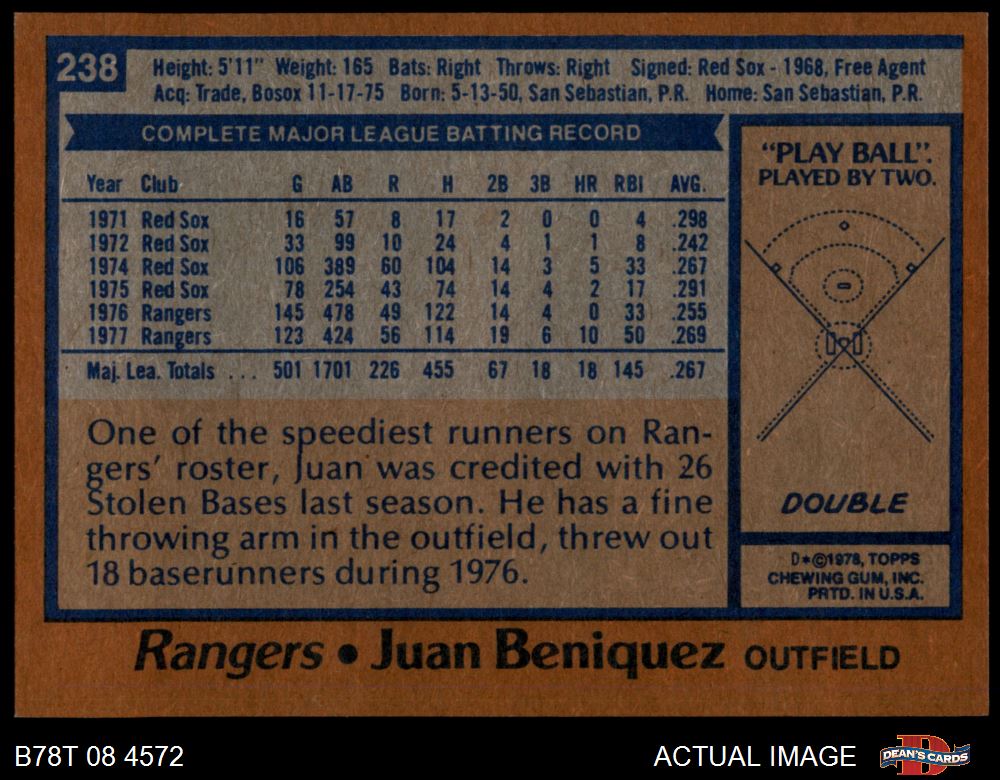 238
Height: 5'11" Weight: 165 Bats: Right Throws: Right Signed: Red Sox - 1968, Free Agent
Acq: Trade, Bosox 11-17-75 Born: 5-13-50, San Sebastian, P.R. Home: San Sebastian, P.R.
COMPLETE MAJOR LEAGUE BATTING RECORD
Year Club G AB R H 2B 3B HR RBI AVG.
1971 Red Sox 16 57 8 17 2 0 0 4 .298
1972 Red Sox 33 99 10 24 4 1 1 8 .242
1974 Red Sox 106 389 60 104 14 3 5 33 .267
1975 Red Sox 78 254 43 74 14 4 2 17 .291
1976 Rangers 145 478 49 122 14 4 0 33 .255
1977 Rangers 123 424 56 114 19 6 10 50 .269
Maj. Lea. Totals ... 501 1701 226 455 67 18 18 145 .267
One of the speediest runners on Ran-
gers' roster, Juan was credited with 26
Stolen Bases last season. He has a fine
throwing arm in the outfield, threw out
18 baserunners during 1976.
"PLAY BALL".
PLAYED BY TWO.
DOUBLE
D*©1978, TOPPS
CHEWING GUM, INC.
PRTD. IN U.S.A.
Rangers • Juan Beniquez OUTFIELD
B78T 08 4572
ACTUAL IMAGE
D
DEAN'S CARDS